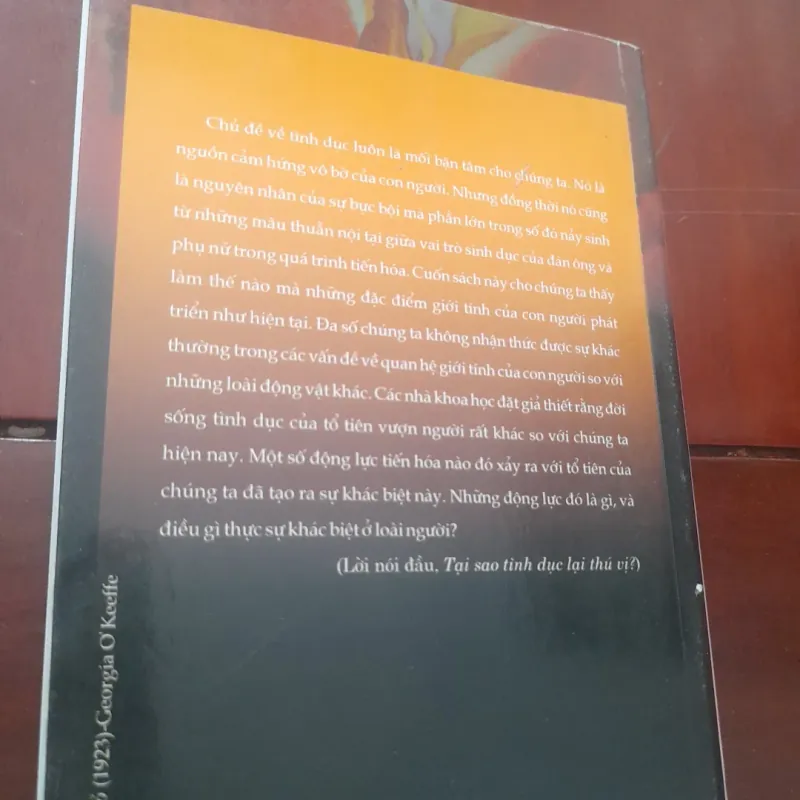 Chủ đề về tình dục luôn là mối bận tâm cho chúng ta. Nó là
nguồn cảm hứng vô bờ của con người. Nhưng đồng thời nó cũng
là nguyên nhân của sự bực bội mà phần lớn trong số đó nảy sinh
từ những mâu thuẫn nội tại giữa vai trò sinh dục của đàn ông và
phụ nữ trong quá trình tiến hóa. Cuốn sách này cho chúng ta thấy
làm thế nào mà những đặc điểm giới tính của con người phát
triển như hiện tại. Đa số chúng ta không nhận thức được sự khác
thường trong các vấn đề về quan hệ giới tính của con người so với
những loài động vật khác. Các nhà khoa học đặt giả thiết rằng đời
sống tình dục của tổ tiên vượn người rất khác so với chúng ta
hiện nay. Một số động lực tiến hóa nào đó xảy ra với tổ tiên của
chúng ta đã tạo ra sự khác biệt này. Những động lực đó là gì, và
điều gì thực sự khác biệt ở loài người?
(Lời nói đầu, Tại sao tình dục lại thú vị?)
(1923)-Georgia O'Keeffe